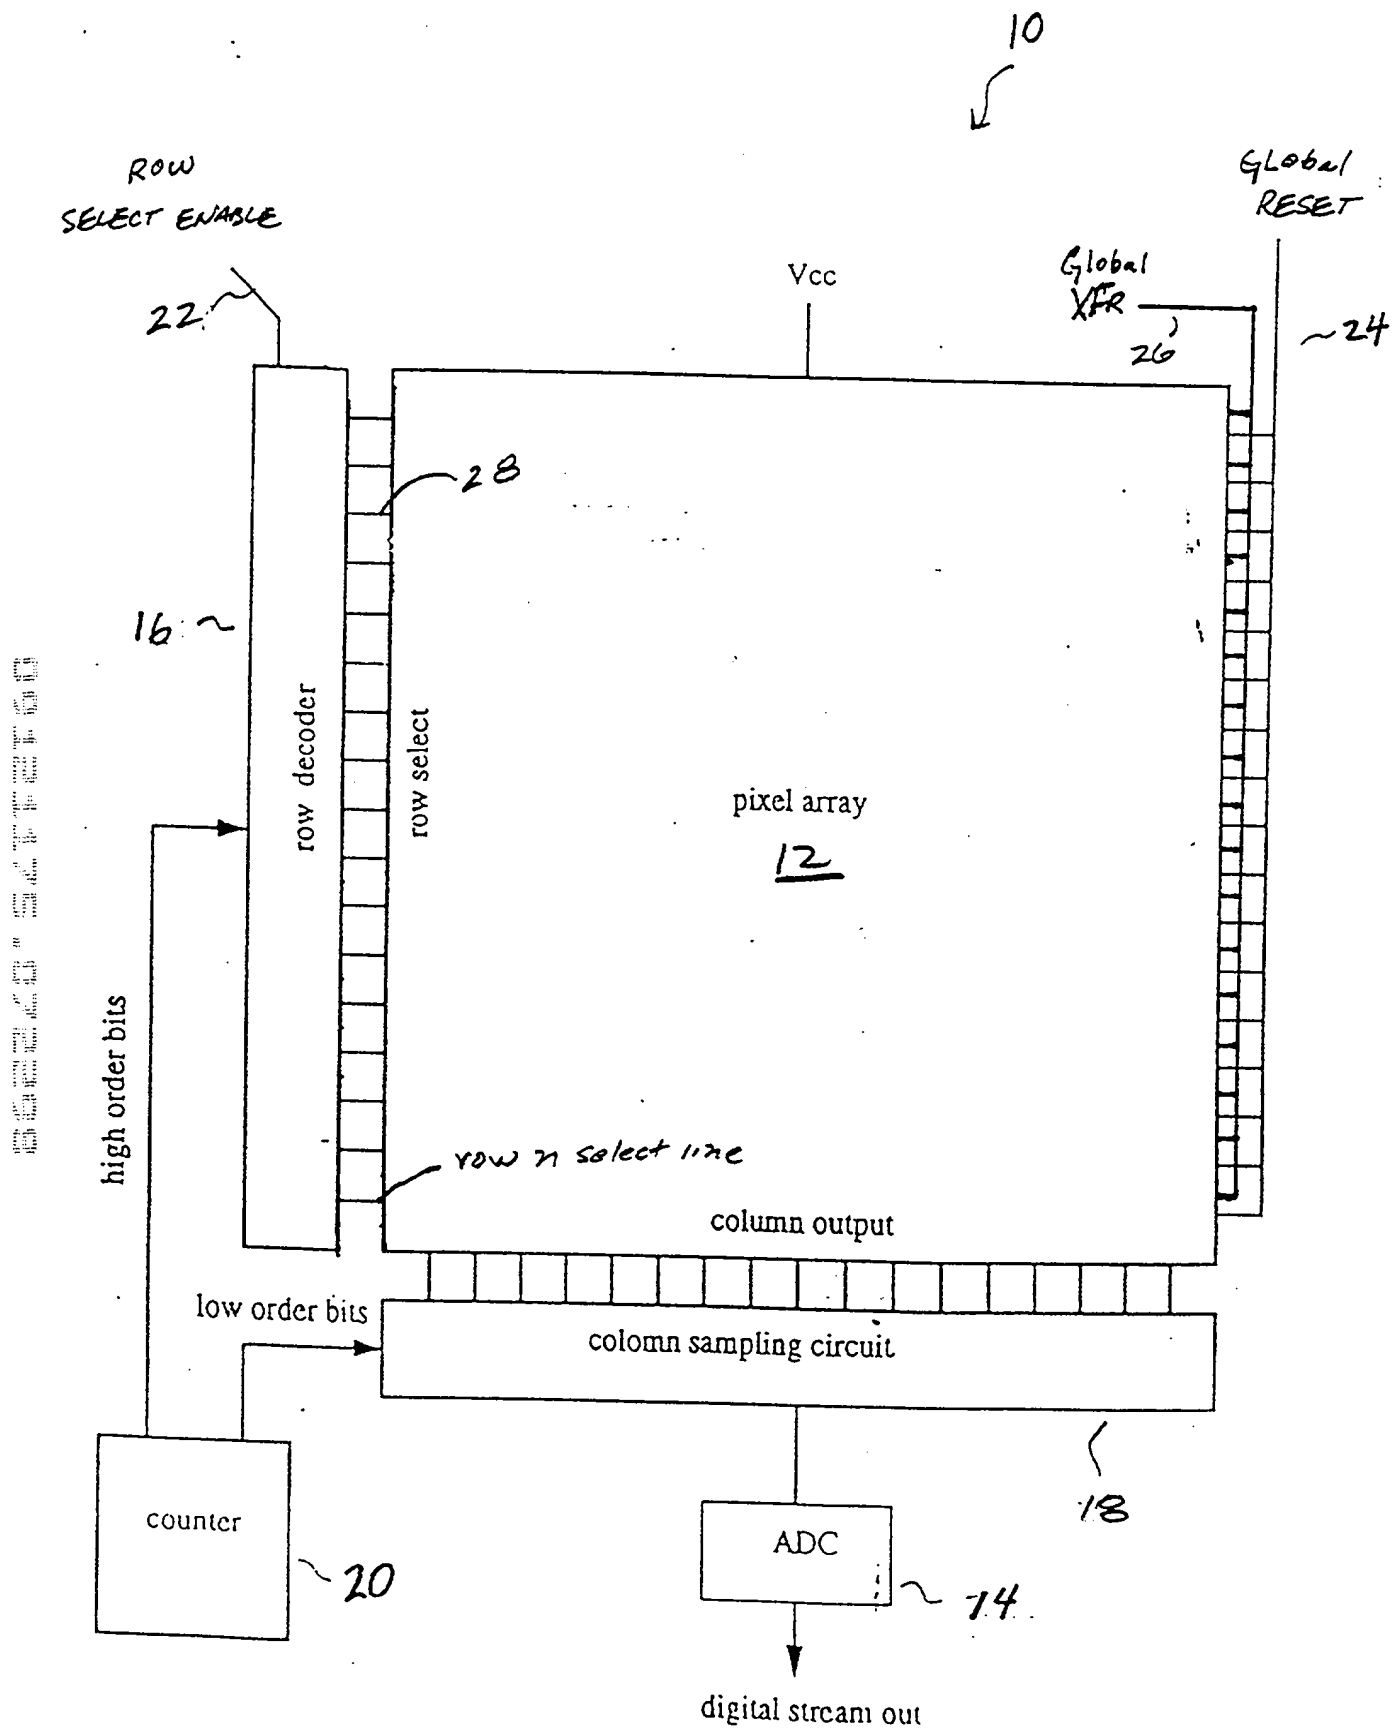 10
ROW
SELECT ENABLE
GLobal
RESET
Vcc
Global
XFR
22
26
24
28
16
row decoder
row select
pixel array
12
high order bits
row n select line
column output
low order bits
colomn sampling circuit
18
counter
20
ADC
14
digital stream out
09121175.072299